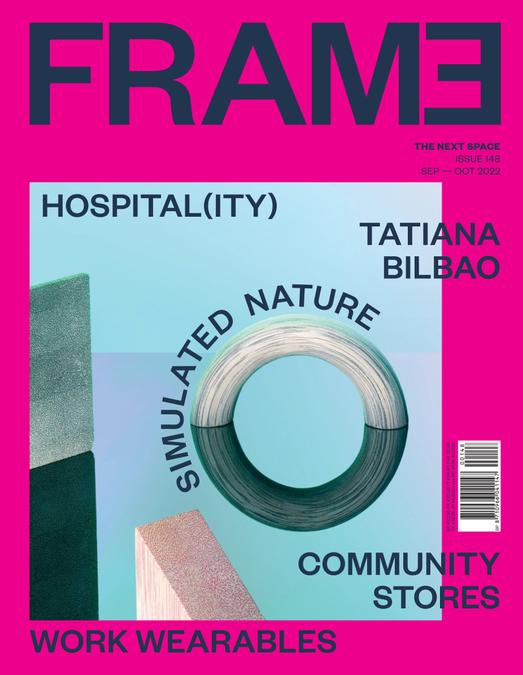 FRAME
THE NEXT SPACE
ISSUE 148
SEP — OCT 2022
HOSPITAL(ITY)
TATIANA
BILBAO
SIMULATED NATURE
00148
COMMUNITY
STORES
WORK WEARABLES